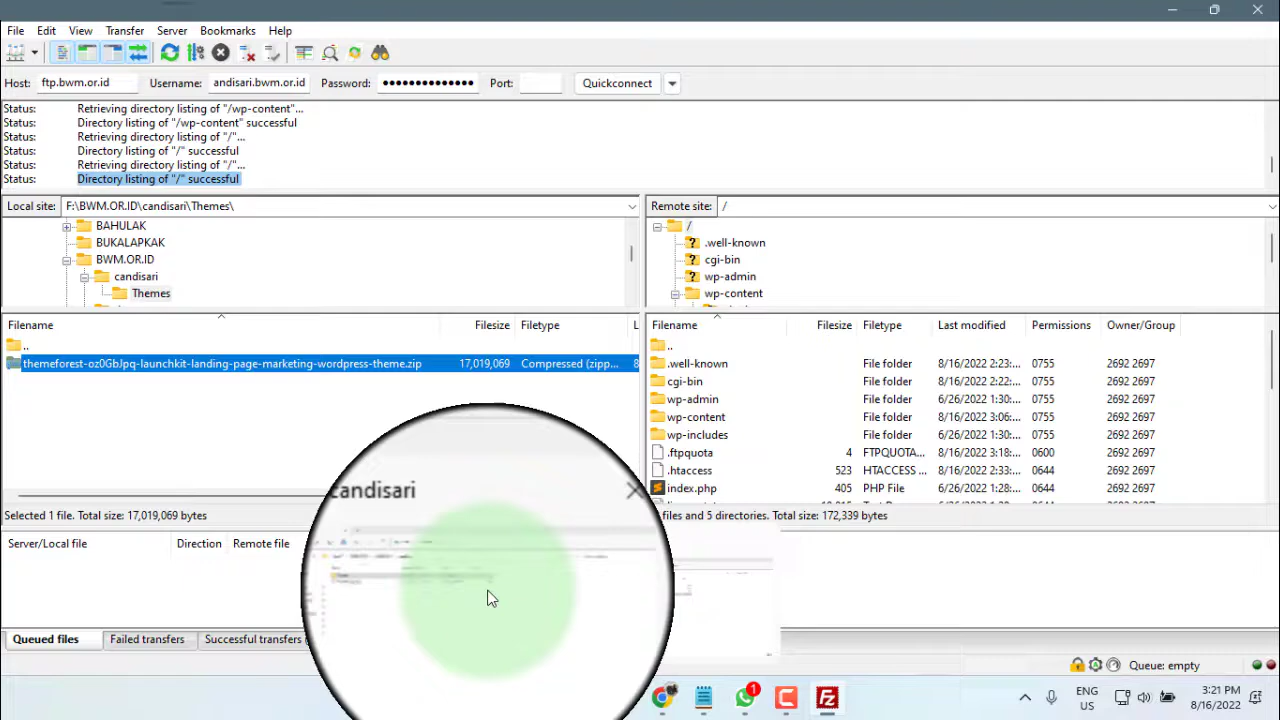 File Edit View Transfer Server Bookmarks Help
Host: ftp.bwm.or.id Username: andisari.bwm.or.id Password: ●●●●●●●●●●●●●● Port: Quickconnect
Status: Retrieving directory listing of "/wp-content"...
Status: Directory listing of "/wp-content" successful
Status: Retrieving directory listing of "/"...
Status: Directory listing of "/" successful
Status: Retrieving directory listing of "/"...
Status: Directory listing of "/" successful
Local site: F:\BWM.OR.ID\candisari\Themes\
BAHULAK
BUKALAPKAK
BWM.OR.ID
candisari
Themes
Filename Filesize Filetype L
..
themeforest-oz0GbJpq-launchkit-landing-page-marketing-wordpress-theme.zip 17,019,069 Compressed (zipp... 8
Selected 1 file. Total size: 17,019,069 bytes
Remote site: /
/
.well-known
cgi-bin
wp-admin
wp-content
Filename Filesize Filetype Last modified Permissions Owner/Group
..
.well-known File folder 8/16/2022 2:23:... 0755 2692 2697
cgi-bin File folder 8/16/2022 2:22:... 0755 2692 2697
wp-admin File folder 6/26/2022 1:30:... 0755 2692 2697
wp-content File folder 8/16/2022 3:06:... 0755 2692 2697
wp-includes File folder 6/26/2022 1:30:... 0755 2692 2697
.ftpquota 4 FTPQUOTA... 8/16/2022 3:18:... 0600 2692 2697
.htaccess 523 HTACCESS ... 8/16/2022 2:33:... 0644 2692 2697
index.php 405 PHP File 6/26/2022 1:30:... 0644 2692 2697
files and 5 directories. Total size: 172,339 bytes
candisari
Server/Local file Direction Remote file
Queued files Failed transfers Successful transfers
Queue: empty
1
ENG
US
3:21 PM
8/16/2022